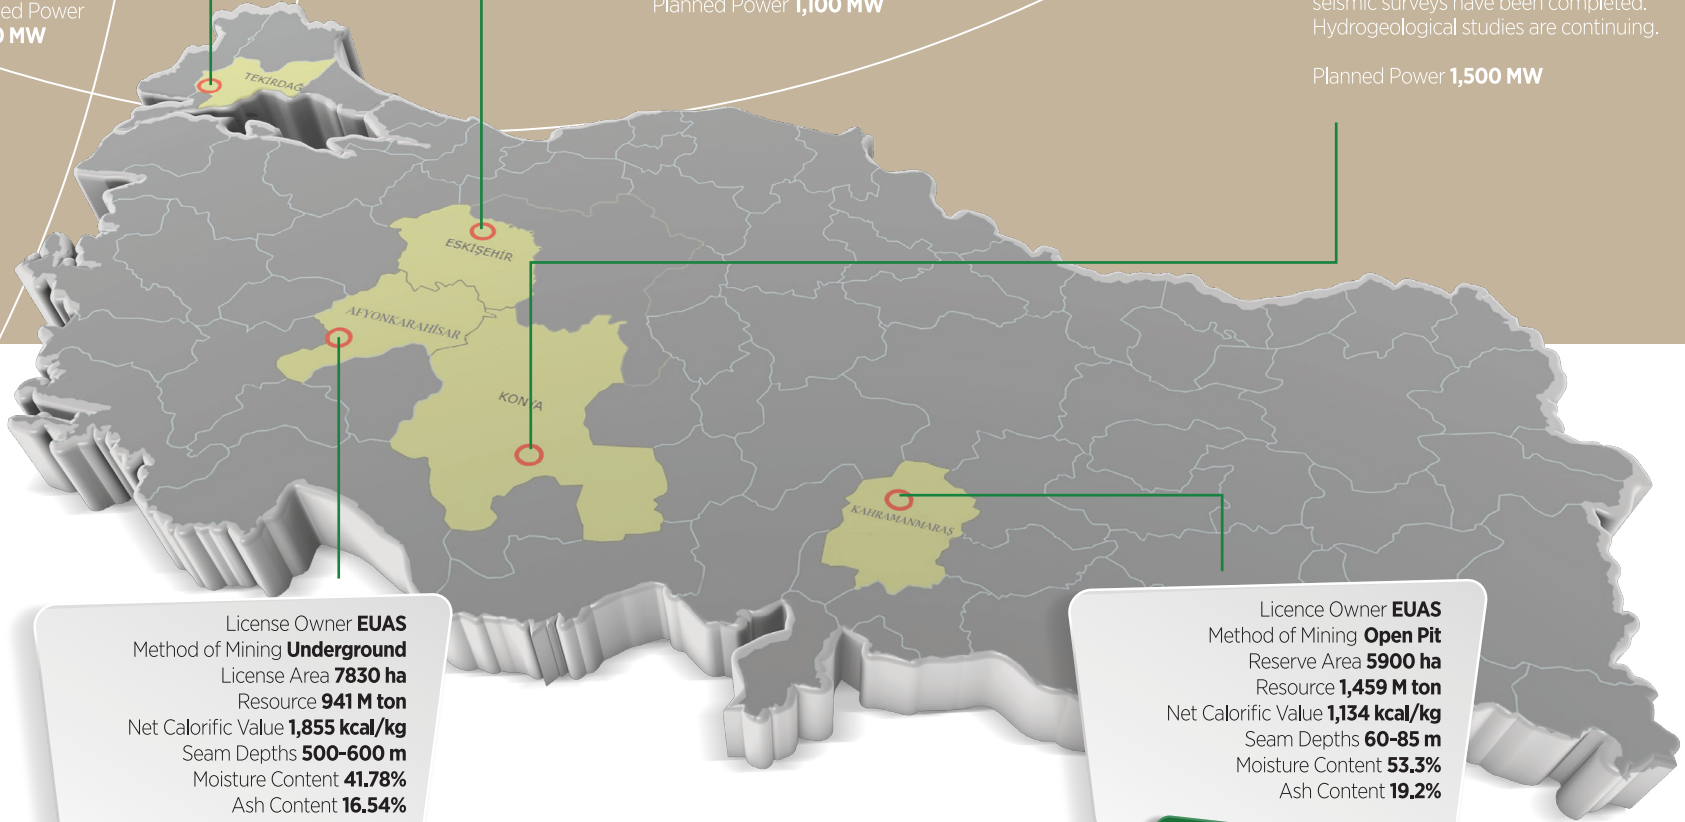 Planned Power 1,100 MW
seismic surveys have been completed.
Hydrogeological studies are continuing.
Planned Power 1,500 MW
Power
MW
TEKİRDAĞ
ESKİŞEHİR
AFYONKARAHİSAR
KONYA
KAHRAMANMARAŞ
License Owner EUAS
Method of Mining Underground
License Area 7830 ha
Resource 941 M ton
Net Calorific Value 1,855 kcal/kg
Seam Depths 500-600 m
Moisture Content 41.78%
Ash Content 16.54%
Licence Owner EUAS
Method of Mining Open Pit
Reserve Area 5900 ha
Resource 1,459 M ton
Net Calorific Value 1,134 kcal/kg
Seam Depths 60-85 m
Moisture Content 53.3%
Ash Content 19.2%